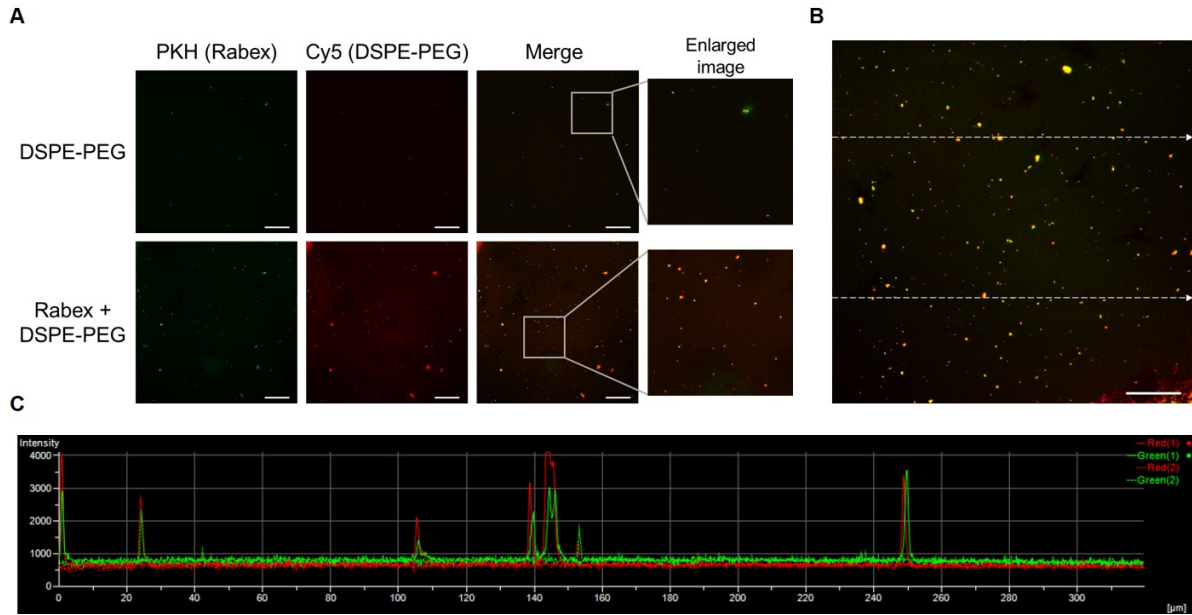 A
B
PKH (Rabex)
Cy5 (DSPE-PEG)
Merge
Enlarged
image
DSPE-PEG
Rabex +
DSPE-PEG
C
Intensity
4000
3000
2000
1000
0
Red(1)
Green(1)
Red(2)
Green(2)
0 20 40 60 80 100 120 140 160 180 200 220 240 260 280 300
[µm]